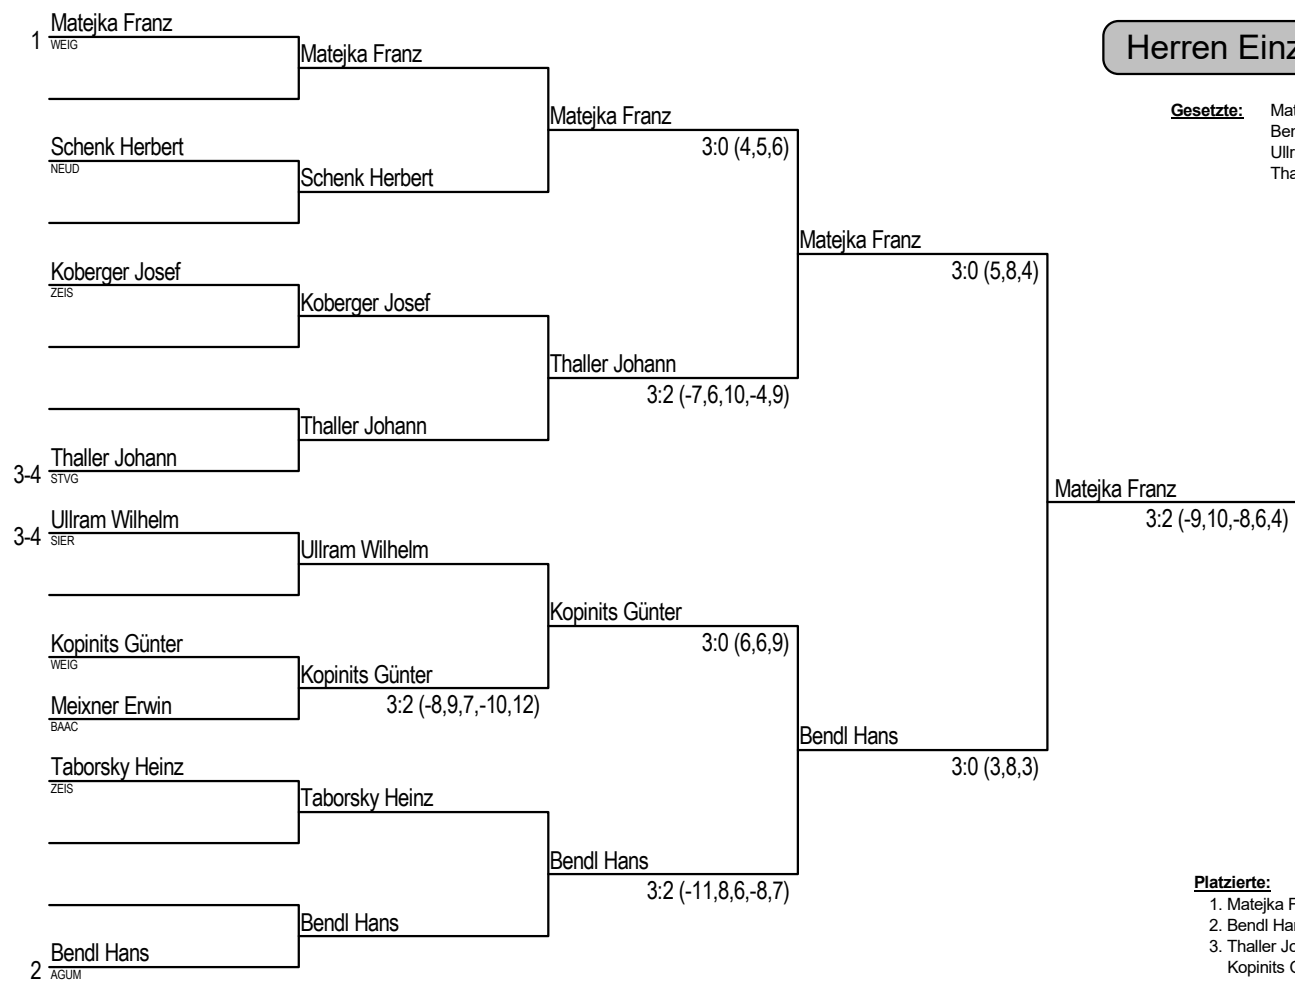 Matejka Franz
1
WEIG
Matejka Franz
Herren Einz
Gesetzte: Mat
Ben
Ullr
Tha
Matejka Franz
3:0 (4,5,6)
Schenk Herbert
NEUD
Schenk Herbert
Matejka Franz
3:0 (5,8,4)
Koberger Josef
ZEIS
Koberger Josef
Thaller Johann
3:2 (-7,6,10,-4,9)
Thaller Johann
Thaller Johann
3-4
STVG
Matejka Franz
3:2 (-9,10,-8,6,4)
Ullram Wilhelm
3-4
SIER
Ullram Wilhelm
Kopinits Günter
3:0 (6,6,9)
Kopinits Günter
WEIG
Kopinits Günter
3:2 (-8,9,7,-10,12)
Meixner Erwin
BAAC
Bendl Hans
3:0 (3,8,3)
Taborsky Heinz
ZEIS
Taborsky Heinz
Bendl Hans
3:2 (-11,8,6,-8,7)
Bendl Hans
Bendl Hans
2
AGUM
Platzierte:
1. Matejka F
2. Bendl Han
3. Thaller Jo
Kopinits G